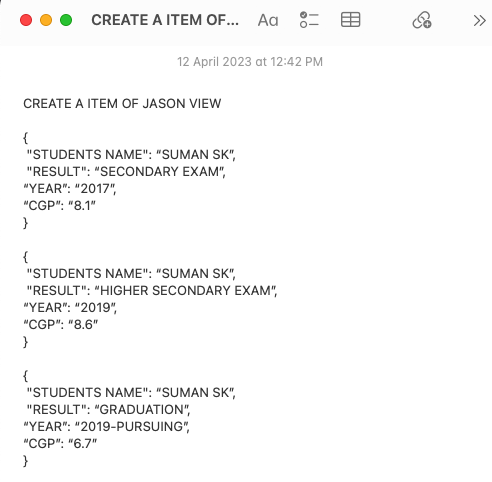 CREATE A ITEM OF...
Aa
12 April 2023 at 12:42 PM
CREATE A ITEM OF JASON VIEW
{
"STUDENTS NAME": “SUMAN SK”,
"RESULT": “SECONDARY EXAM”,
“YEAR”: “2017”,
“CGP”: “8.1”
}
{
"STUDENTS NAME": “SUMAN SK”,
"RESULT": “HIGHER SECONDARY EXAM”,
“YEAR”: “2019”,
“CGP”: “8.6”
}
{
"STUDENTS NAME": “SUMAN SK”,
"RESULT": “GRADUATION”,
“YEAR”: “2019-PURSUING”,
“CGP”: “6.7”
}